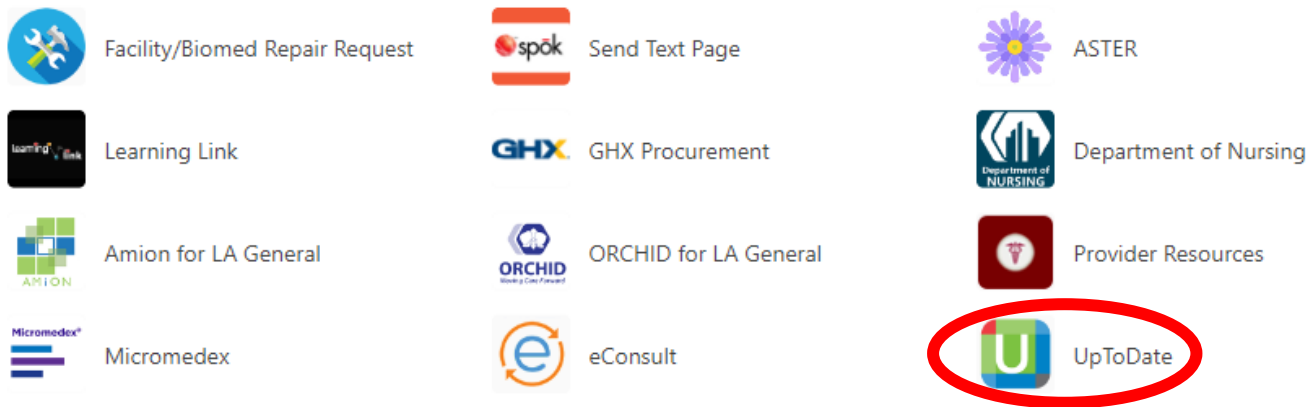 Facility/Biomed Repair Request
spōk
Send Text Page
ASTER
learning link
Learning Link
GHX
GHX Procurement
Department of
NURSING
Department of Nursing
AMiON
Amion for LA General
ORCHID
Moving Care Forward
ORCHID for LA General
Provider Resources
Micromedex®
Micromedex
e
eConsult
U
UpToDate